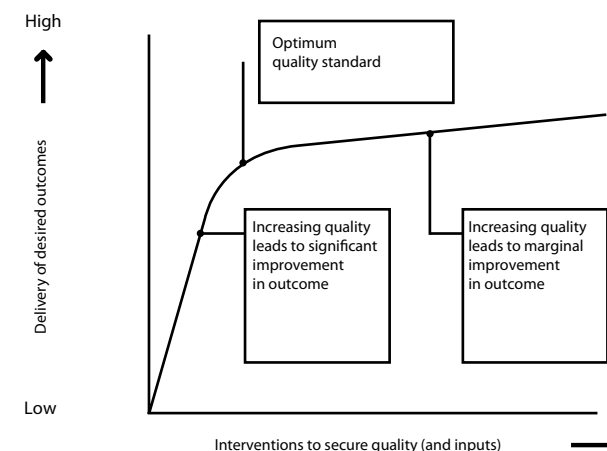 High
Optimum
quality standard
Delivery of desired outcomes
Increasing quality
leads to significant
improvement
in outcome
Increasing quality
leads to marginal
improvement
in outcome
Low
Interventions to secure quality (and inputs)